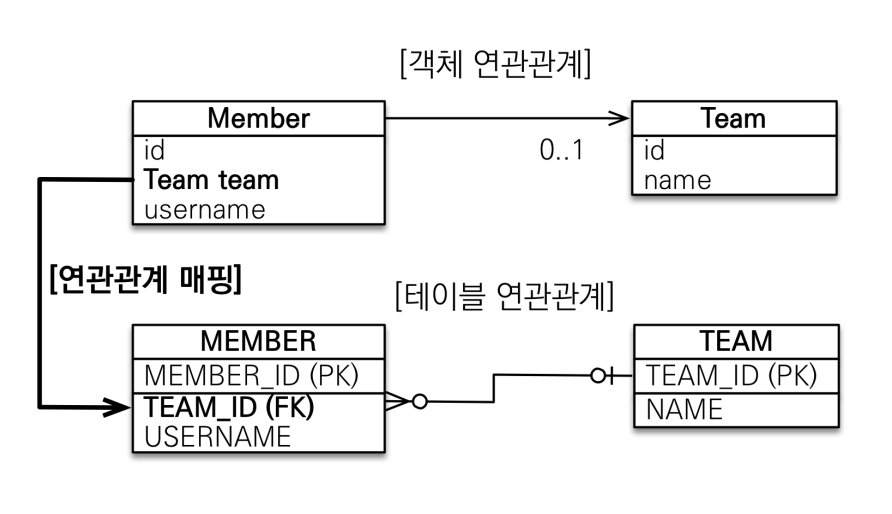 [객체 연관관계]
Member
id
Team team
username
0..1
Team
id
name
[연관관계 매핑]
[테이블 연관관계]
MEMBER
MEMBER_ID (PK)
TEAM_ID (FK)
USERNAME
TEAM
TEAM_ID (PK)
NAME